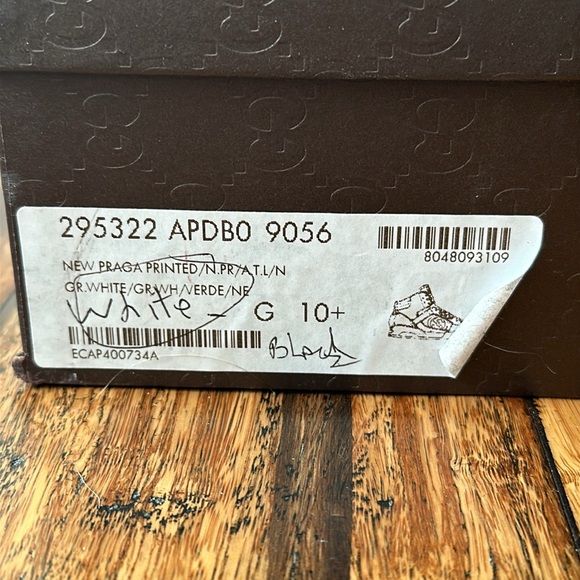 295322 APDB0 9056
8048093109
NEW PRAGA PRINTED/N.PR/A.T.L/N
GR.WHITE/GR.WH/VERDE/NE
White - G 10+
ECAP400734A
Black